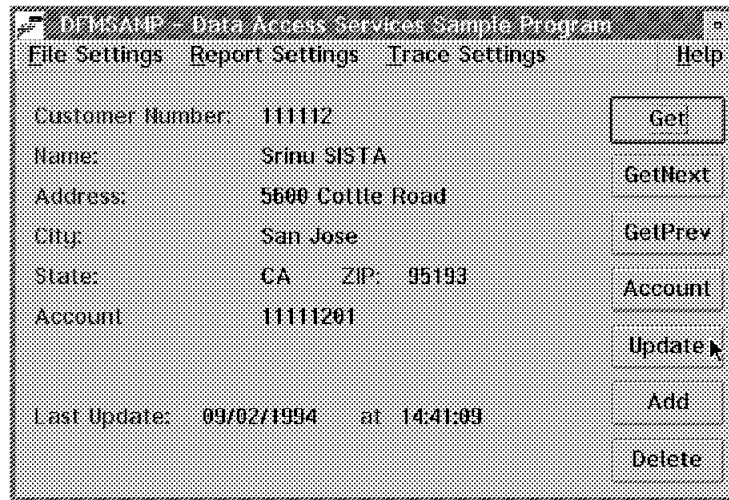 DFMSAMP - Data Access Services Sample Program
File Settings Report Settings Trace Settings Help
Customer Number: 111112
Name: Srinu SISTA
Address: 5600 Cottle Road
City: San Jose
State: CA ZIP: 95193
Account 11111201
Last Update: 09/02/1994 at 14:41:09
Get
GetNext
GetPrev
Account
Update
Add
Delete